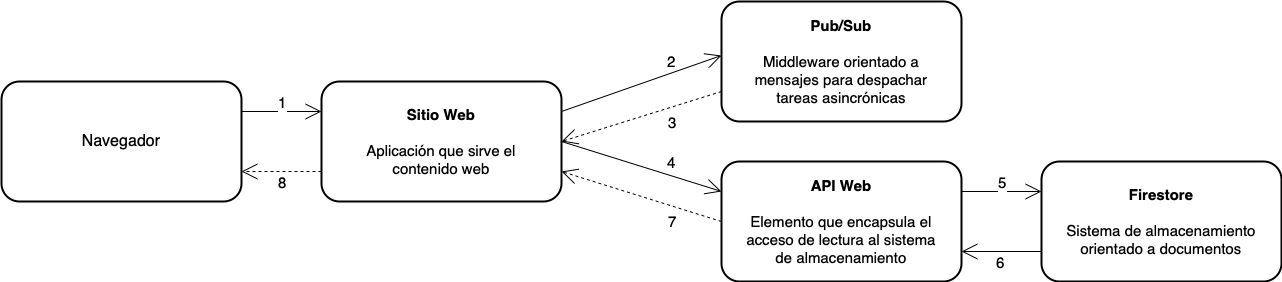 Navegador
1
8
Sitio Web
Aplicación que sirve el
contenido web
2
3
4
7
Pub/Sub
Middleware orientado a
mensajes para despachar
tareas asincrónicas
API Web
Elemento que encapsula el
acceso de lectura al sistema
de almacenamiento
5
6
Firestore
Sistema de almacenamiento
orientado a documentos